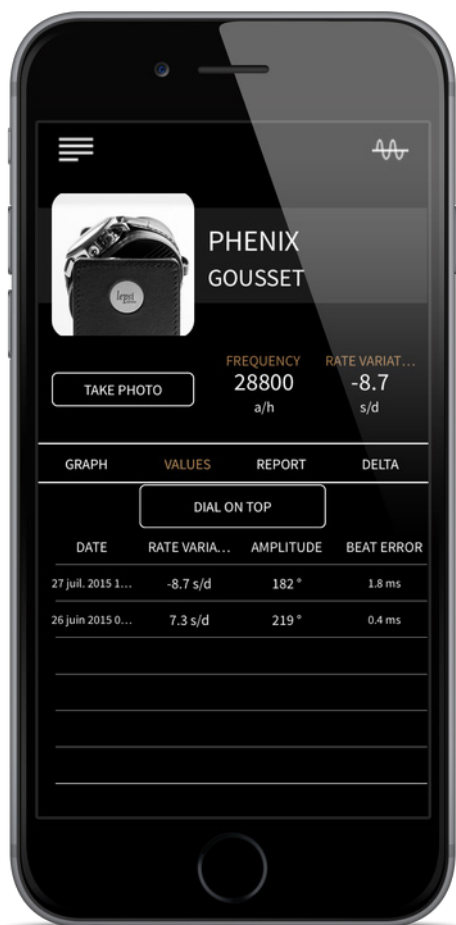 PHENIX
GOUSSET
TAKE PHOTO
FREQUENCY RATE VARIAT...
28800 -8.7
a/h s/d
GRAPH VALUES REPORT DELTA
DIAL ON TOP
DATE RATE VARIA... AMPLITUDE BEAT ERROR
27 juil. 2015 1... -8.7 s/d 182 ° 1.8 ms
26 juin 2015 0... 7.3 s/d 219 ° 0.4 ms